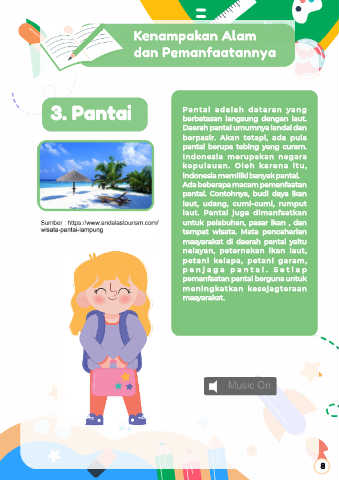 Kenampakan Alam
dan Pemanfaatannya
3. Pantai
Sumber : https://www.andalastourism.com/
wisata-pantai-lampung
Pantai adalah dataran yang
berbatasan langsung dengan laut.
Daerah pantai umumnya landai dan
berpasir. Akan tetapi, ada pula
pantai berupa tebing yang curam.
Indonesia merupakan negara
kepulauan. Oleh karena itu,
Indonesia memiliki banyak pantai.
Ada beberapa macam pemanfaatan
pantai. Contohnya, budi daya ikan
laut, udang, cumi-cumi, rumput
laut. Pantai juga dimanfaatkan
untuk pelabuhan, pasar ikan , dan
tempat wisata. Mata pencaharian
masyarakat di daerah pantai yaitu
nelayan, peternakan ikan laut,
petani kelapa, petani garam,
penjaga pantai. Setiap
pemanfaatan pantai berguna untuk
meningkatkan kesejagteraan
masyarakat.
Music On
8